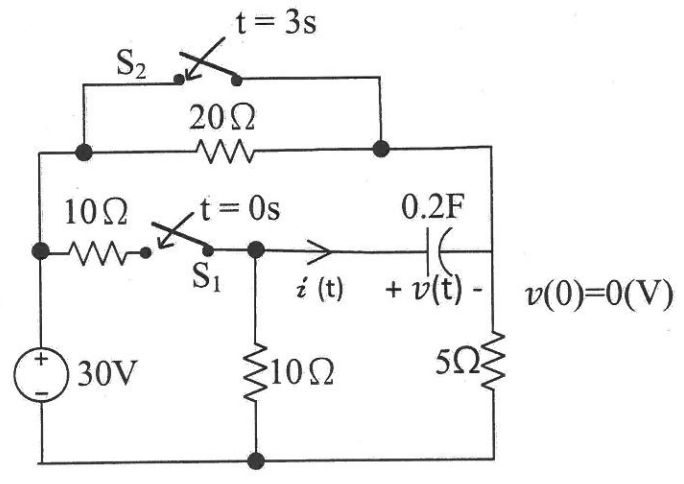 t = 3s
S2
20Ω
10Ω
t = 0s
0.2F
S1
i (t)
+ v(t) -
v(0)=0(V)
+
-
30V
10Ω
5Ω